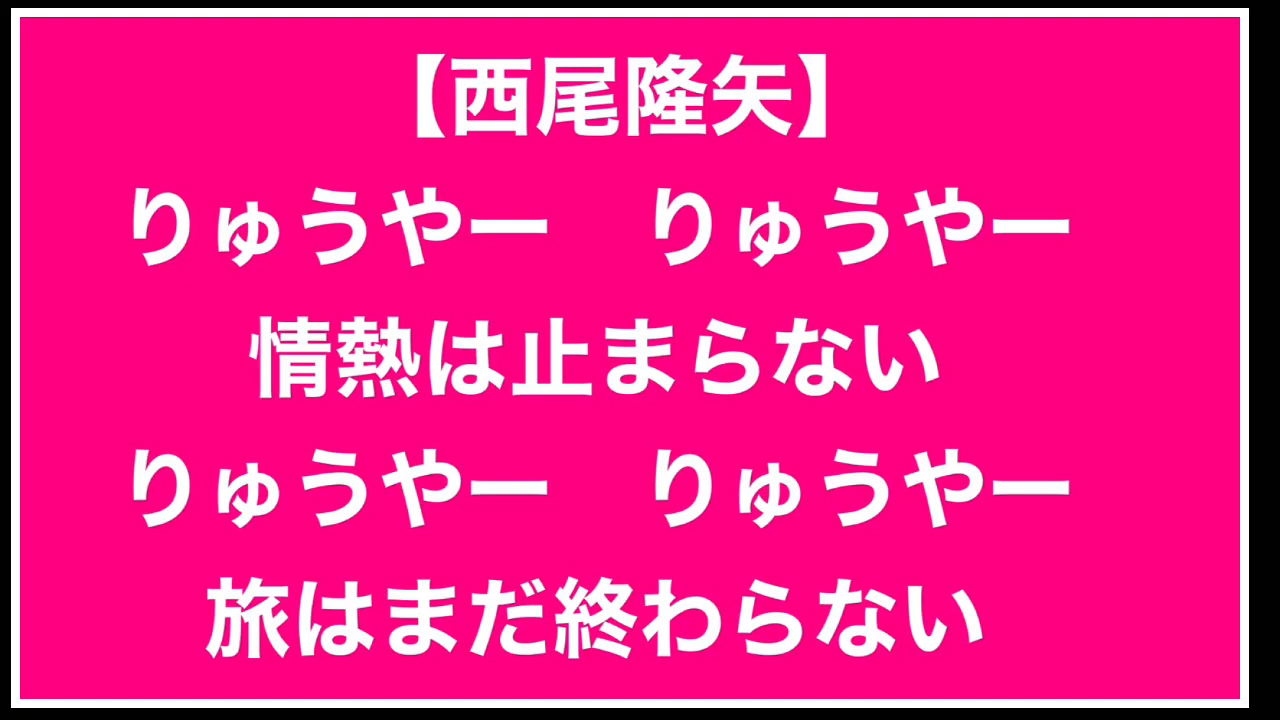 【西尾隆矢】
りゅうやー　りゅうやー
情熱は止まらない
りゅうやー　りゅうやー
旅はまだ終わらない